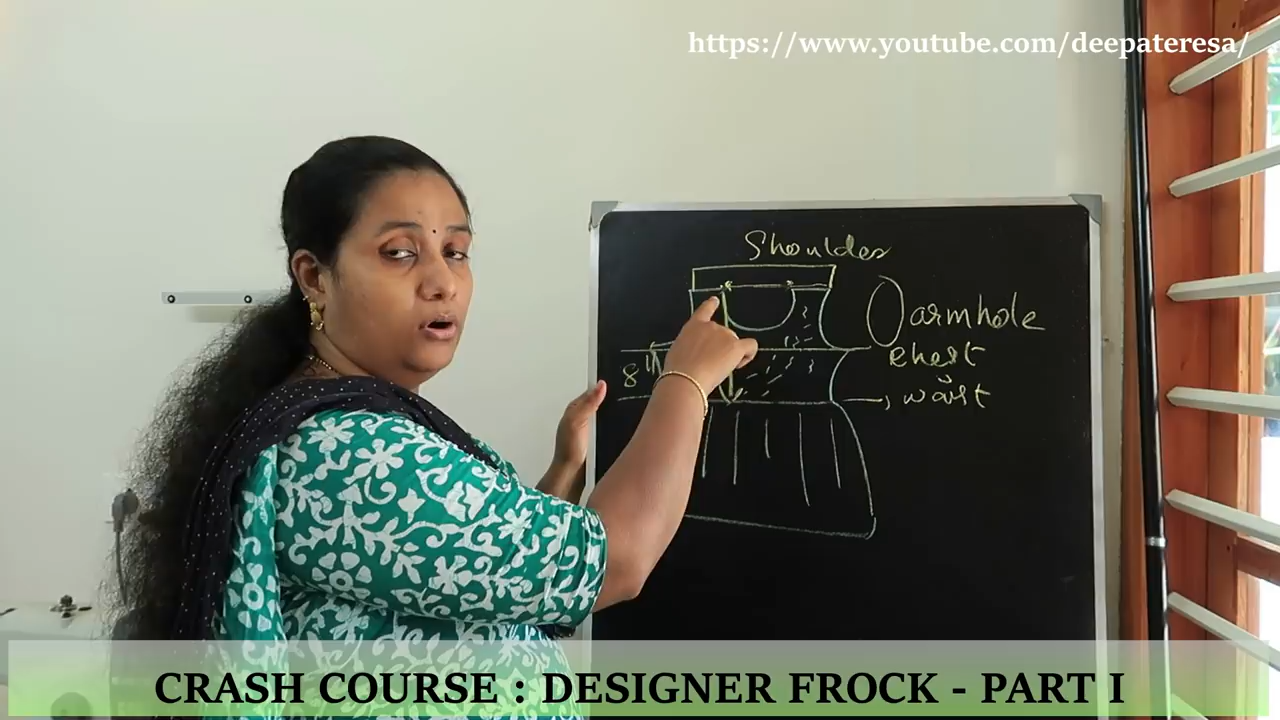 https://www.youtube.com/deepateresa/
Shoulder
armhole
chest
8"
waist
CRASH COURSE : DESIGNER FROCK - PART I